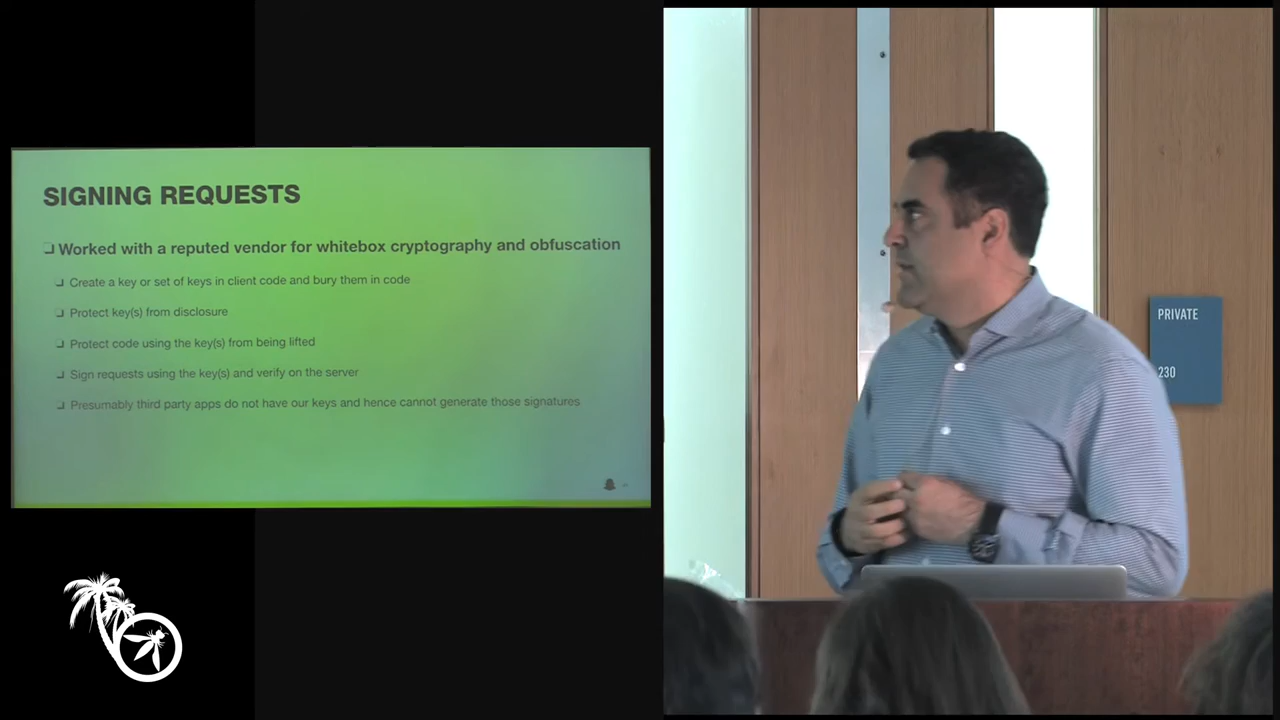 SIGNING REQUESTS
Worked with a reputed vendor for whitebox cryptography and obfuscation
Create a key or set of keys in client code and bury them in code
Protect key(s) from disclosure
Protect code using the key(s) from being lifted
Sign requests using the key(s) and verify on the server
Presumably third party apps do not have our keys and hence cannot generate those signatures
PRIVATE
230